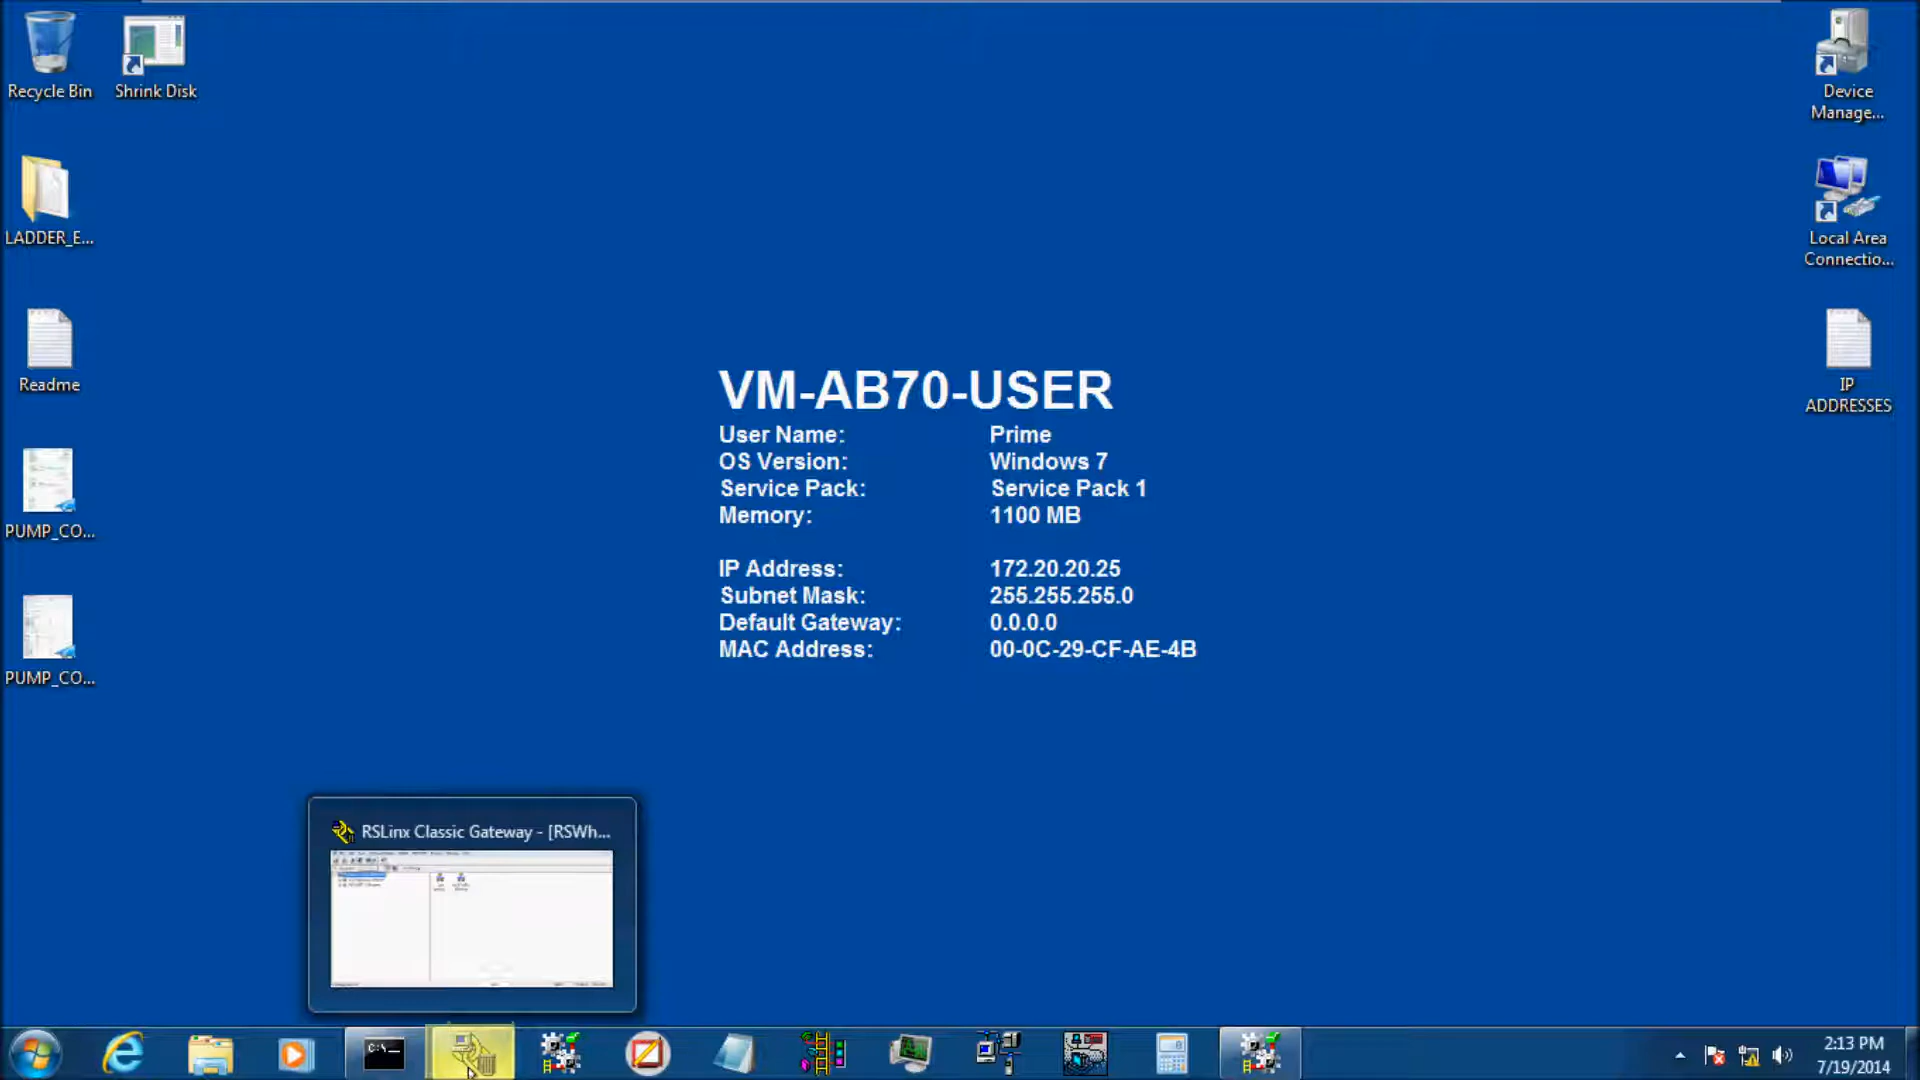 Recycle Bin
Shrink Disk
Device
Manage...
LADDER_E...
Local Area
Connectio...
Readme
IP
ADDRESSES
PUMP_CO...
PUMP_CO...
VM-AB70-USER
User Name: Prime
OS Version: Windows 7
Service Pack: Service Pack 1
Memory: 1100 MB
IP Address: 172.20.20.25
Subnet Mask: 255.255.255.0
Default Gateway: 0.0.0.0
MAC Address: 00-0C-29-CF-AE-4B
RSLinx Classic Gateway - [RSWh...
C:\_
2:13 PM
7/19/2014